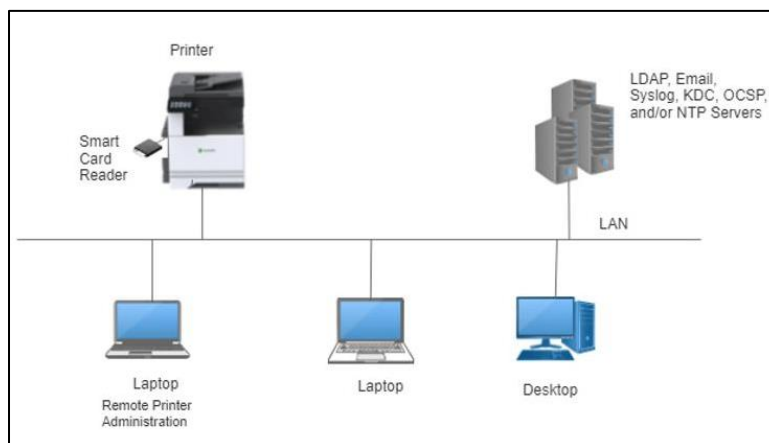 Printer
LDAP, Email,
Syslog, KDC, OCSP,
and/or NTP Servers
Smart
Card
Reader
LAN
Laptop
Remote Printer
Administration
Laptop
Desktop